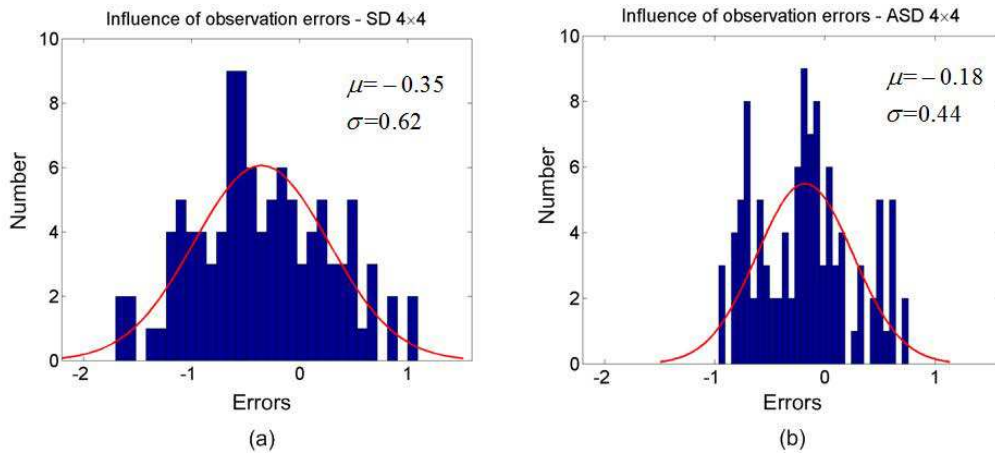 Influence of observation errors - SD 4×4
Number
10
8
6
4
2
0
μ=-0.35
σ=0.62
-2
-1
0
1
Errors
(a)
Influence of observation errors - ASD 4×4
Number
10
8
6
4
2
0
μ=-0.18
σ=0.44
-2
-1
0
1
Errors
(b)